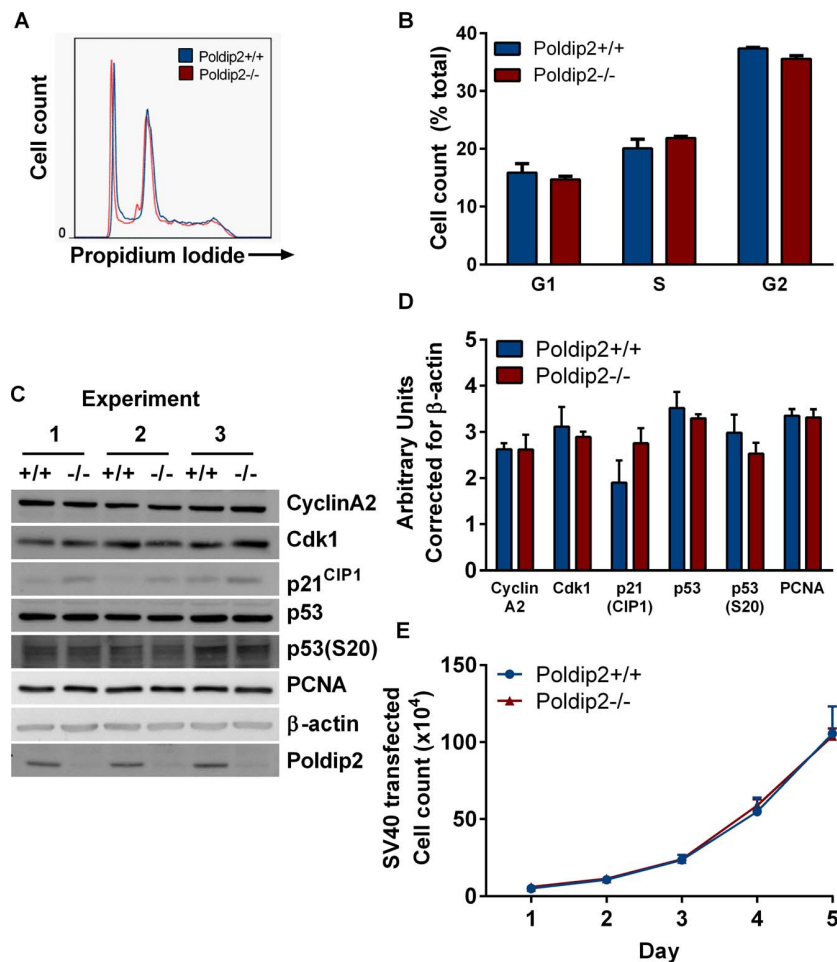 A
Poldip2+/+
Poldip2-/-
Cell count
0
Propidium Iodide
B
Poldip2+/+
Poldip2-/-
Cell count (% total)
40
30
20
10
0
G1 S G2
C
Experiment
1 2 3
+/+ -/- +/+ -/- +/+ -/-
CyclinA2
Cdk1
p21CIP1
p53
p53(S20)
PCNA
β-actin
Poldip2
D
Poldip2+/+
Poldip2-/-
Arbitrary Units
Corrected for β-actin
5
4
3
2
1
0
Cyclin A2 Cdk1 p21 (CIP1) p53 p53 (S20) PCNA
E
Poldip2+/+
Poldip2-/-
SV40 transfected
Cell count (x10⁴)
150
100
50
0
1 2 3 4 5
Day